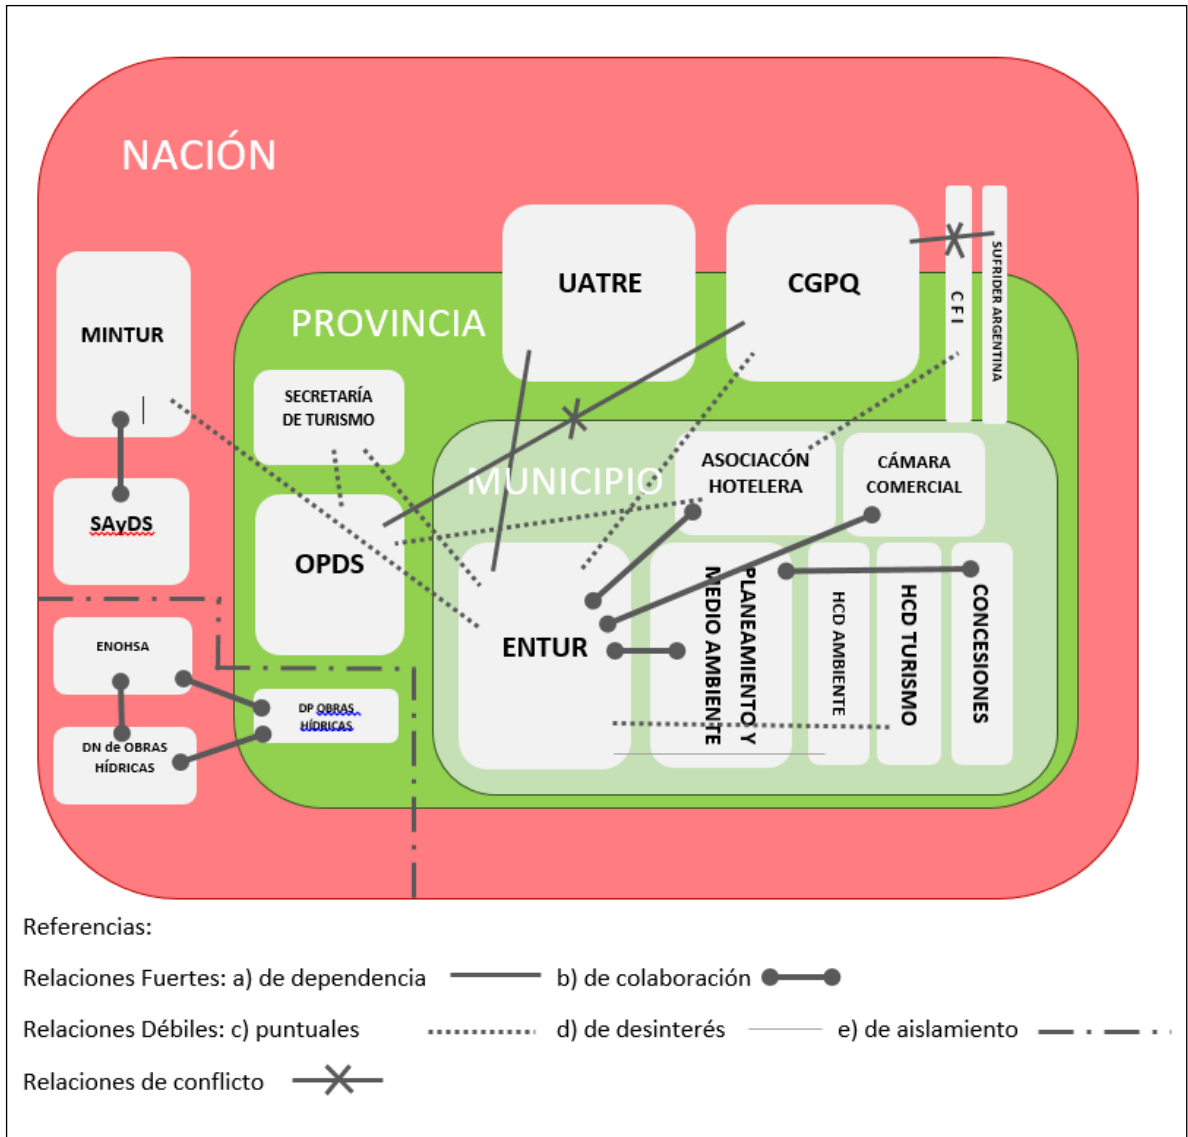 NACIÓN
UATRE
CGPQ
C F I
SUFRIDER ARGENTINA
MINTUR
PROVINCIA
SECRETARÍA
DE TURISMO
MUNICIPIO
ASOCIACÓN
HOTELERA
CÁMARA
COMERCIAL
SAyDS
OPDS
ENTUR
PLANEAMIENTO Y
MEDIO AMBIENTE
HCD AMBIENTE
HCD TURISMO
CONCESIONES
ENOHSA
DP OBRAS
HÍDRICAS
DN de OBRAS
HÍDRICAS
Referencias:
Relaciones Fuertes: a) de dependencia b) de colaboración
Relaciones Débiles: c) puntuales d) de desinterés e) de aislamiento
Relaciones de conflicto